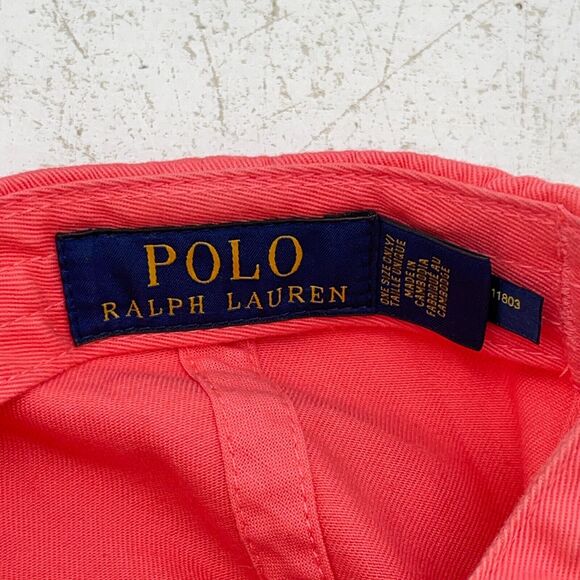 POLO
RALPH LAUREN
ONE SIZE ONLY/
TAILLE UNIQUE
MADE IN
CAMBODIA
FABRIQUÉ AU
CAMBODGE
11803